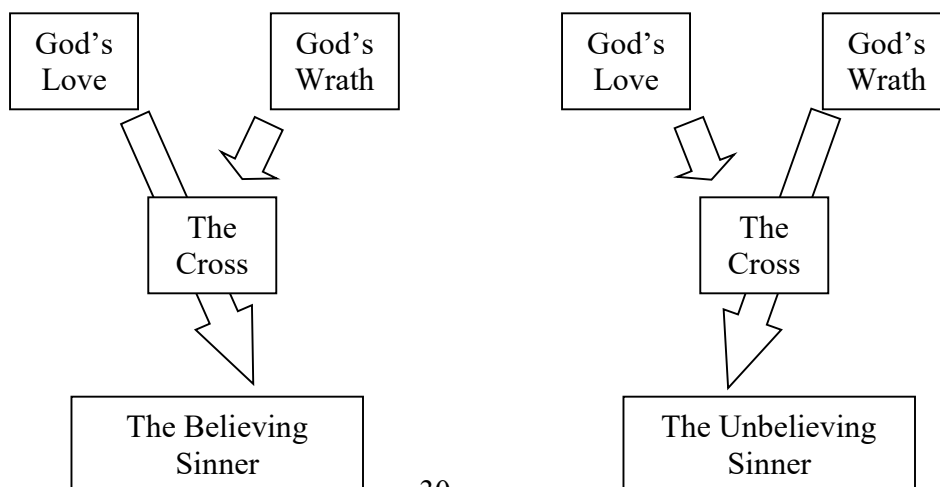 God’s
Love
God’s
Wrath
God’s
Love
God’s
Wrath
The
Cross
The
Cross
The Believing
Sinner
The Unbelieving
Sinner